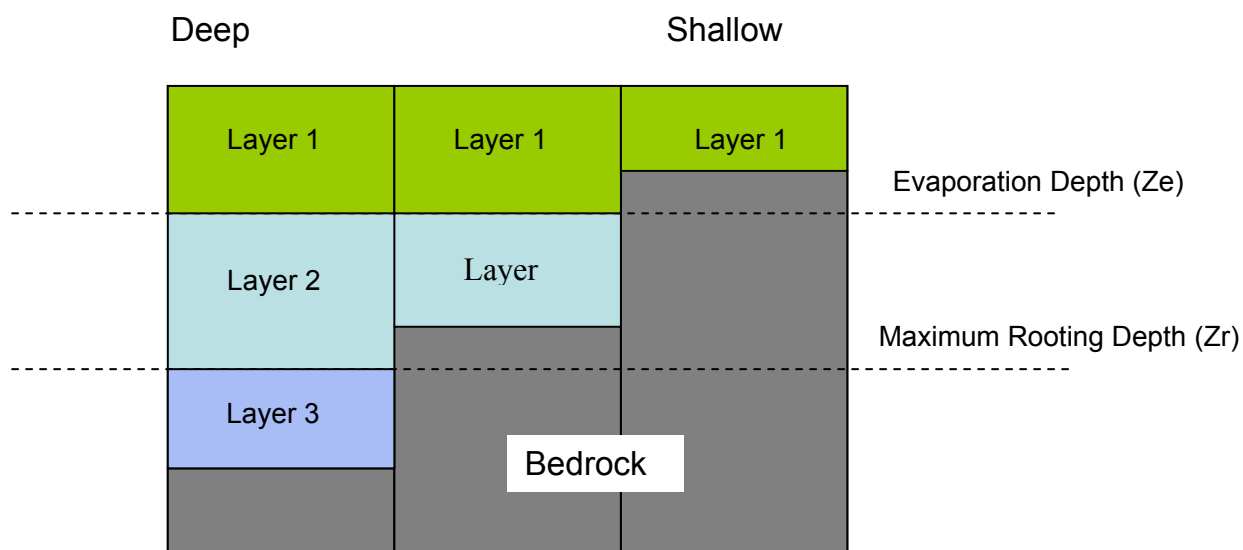 Deep
Shallow
Layer 1
Layer 1
Layer 1
Evaporation Depth (Ze)
Layer 2
Layer
Maximum Rooting Depth (Zr)
Layer 3
Bedrock